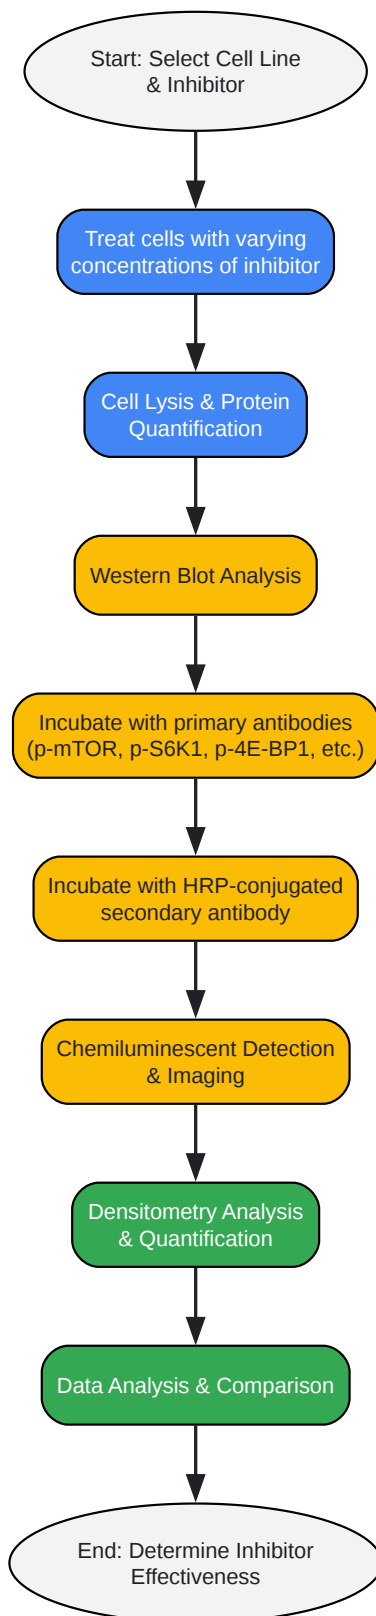 Start: Select Cell Line
& Inhibitor
Treat cells with varying
concentrations of inhibitor
Cell Lysis & Protein
Quantification
Western Blot Analysis
Incubate with primary antibodies
(p-mTOR, p-S6K1, p-4E-BP1, etc.)
Incubate with HRP-conjugated
secondary antibody
Chemiluminescent Detection
& Imaging
Densitometry Analysis
& Quantification
Data Analysis & Comparison
End: Determine Inhibitor
Effectiveness